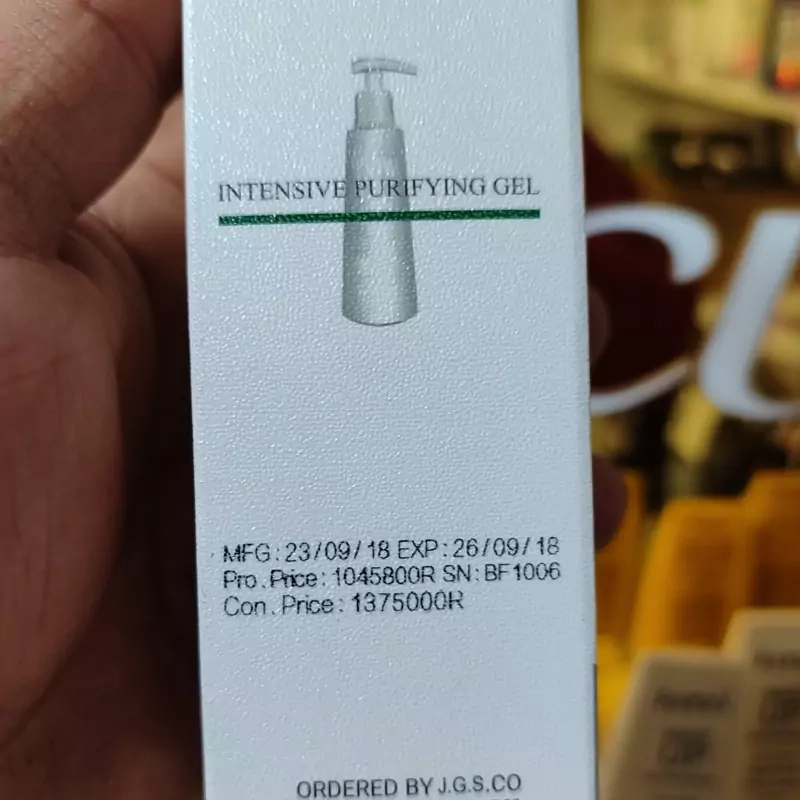 INTENSIVE PURIFYING GEL
MFG : 23/09/18 EXP : 26/09/18
Pro . Price : 1045800R SN : BF1006
Con . Price : 1375000R
ORDERED BY J.G.S.CO